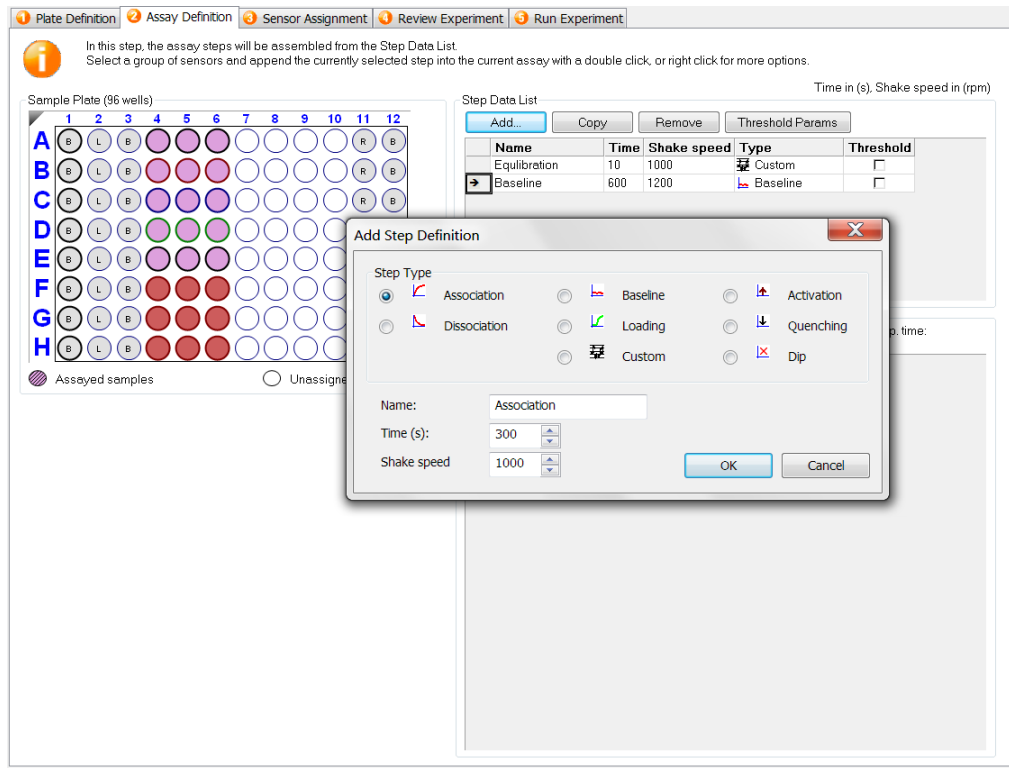 1 Plate Definition 2 Assay Definition 3 Sensor Assignment 4 Review Experiment 5 Run Experiment
In this step, the assay steps will be assembled from the Step Data List.
Select a group of sensors and append the currently selected step into the current assay with a double click, or right click for more options.
Time in (s), Shake speed in (rpm)
Sample Plate (96 wells)
1 2 3 4 5 6 7 8 9 10 11 12
A B L B R B
B B L B R B
C B L B R B
D B L B
E B L B
F B L B
G B L B
H B L B
Assayed samples Unassigne
Step Data List
Add... Copy Remove Threshold Params
Name Time Shake speed Type Threshold
Equlibration 10 1000 Custom
Baseline 600 1200 Baseline
p. time:
Add Step Definition
Step Type
Association Baseline Activation
Dissociation Loading Quenching
Custom Dip
Name: Association
Time (s): 300
Shake speed 1000
OK Cancel